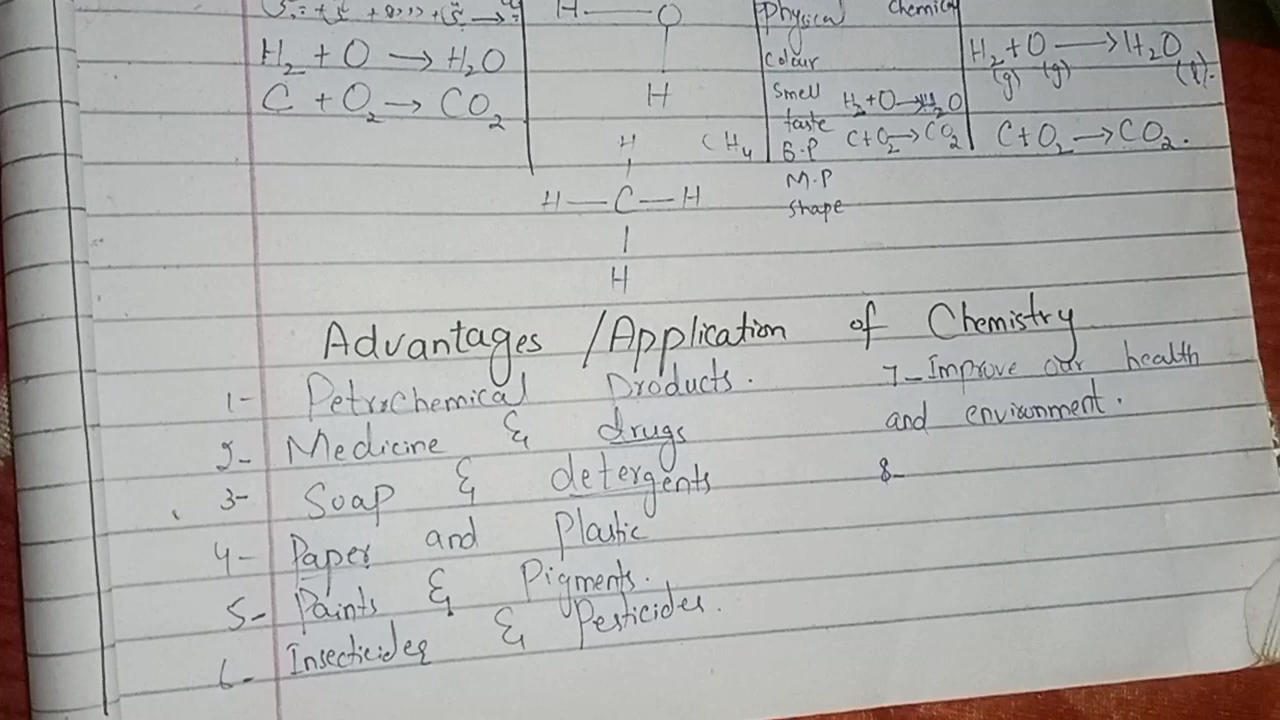 H — O
Physical Chemical
H₂ + O → H₂O
C + O₂ → CO₂
H
colour
smell
taste
B.P
M.P
shape
H₂+O→H₂O
C+O₂→CO₂
H₂+O → H₂O
(g) (g) (l).
C+O₂ → CO₂.
CH₄
H
H—C—H
H
Advantages / Application of Chemistry
1- Petrochemical Products.
2- Medicine & drugs
3- Soap & detergents
4- Paper and Plastic
5- Paints & Pigments.
6- Insecticides & Pesticides.
7- Improve our health
and environment.
8-